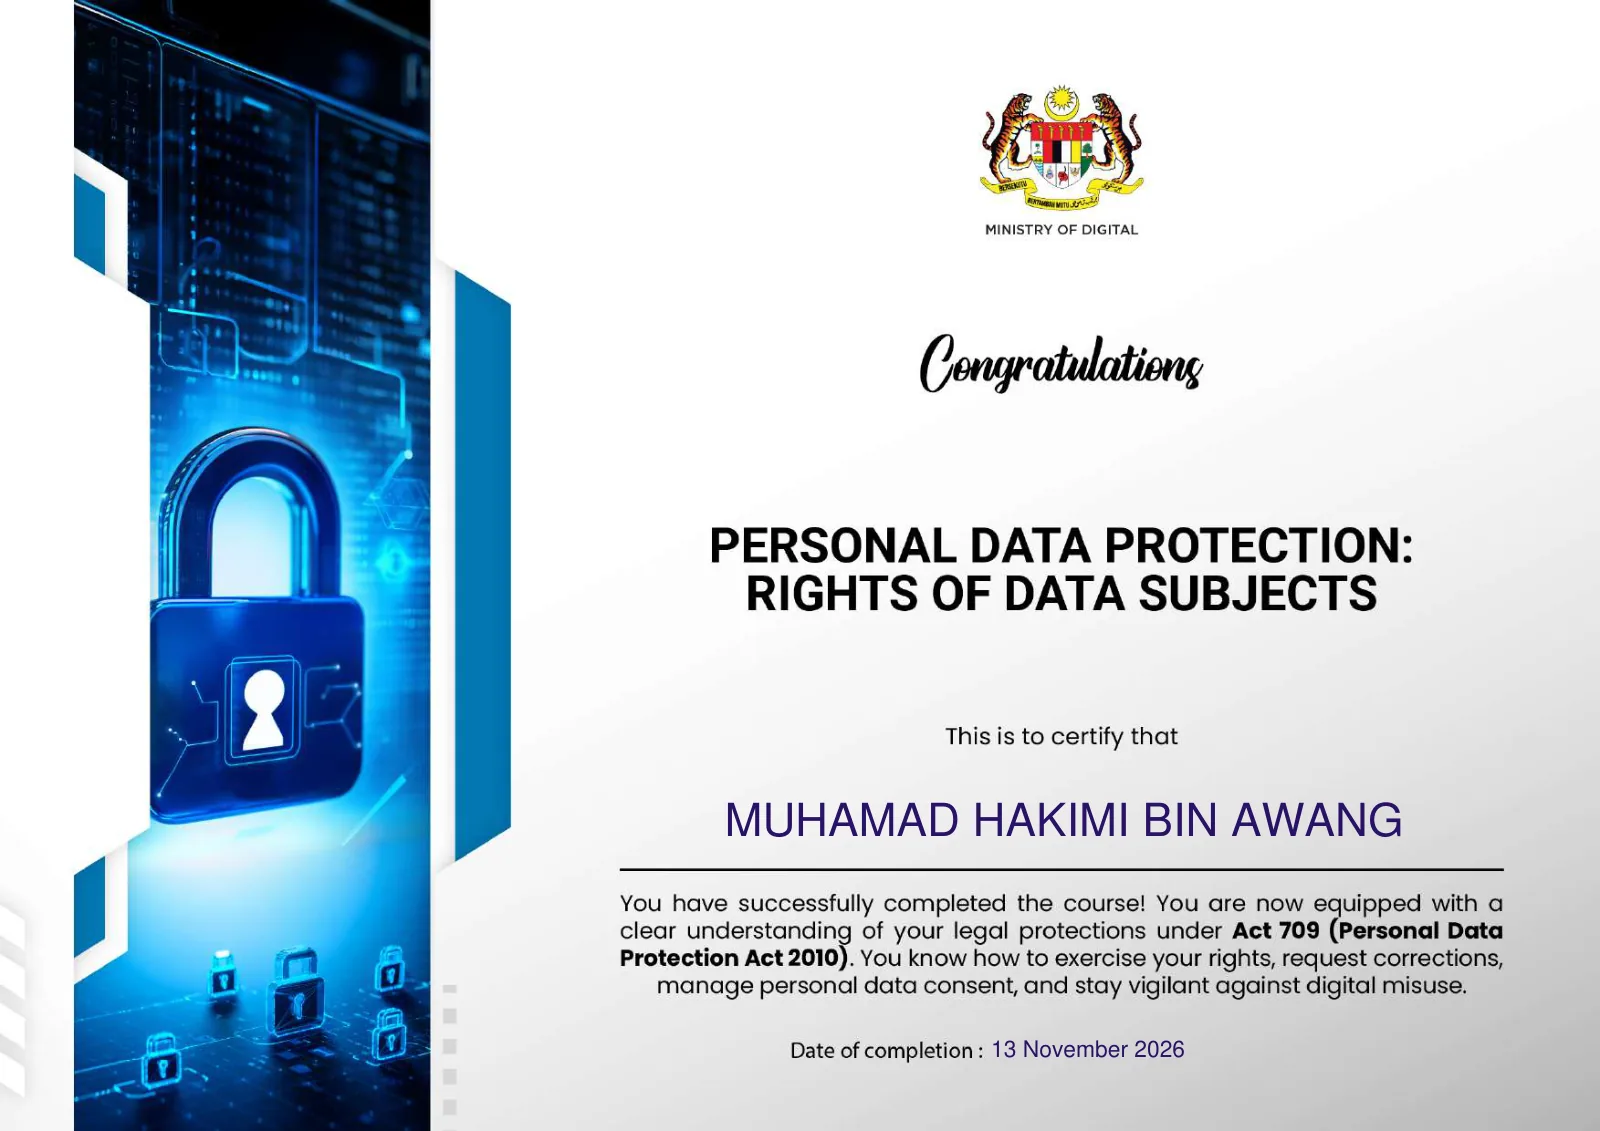 BERSEKUTU
BERTAMBAH MUTU
MINISTRY OF DIGITAL
Congratulations
PERSONAL DATA PROTECTION:
RIGHTS OF DATA SUBJECTS
This is to certify that
MUHAMAD HAKIMI BIN AWANG
You have successfully completed the course! You are now equipped with a
clear understanding of your legal protections under Act 709 (Personal Data
Protection Act 2010). You know how to exercise your rights, request corrections,
manage personal data consent, and stay vigilant against digital misuse.
Date of completion : 13 November 2026